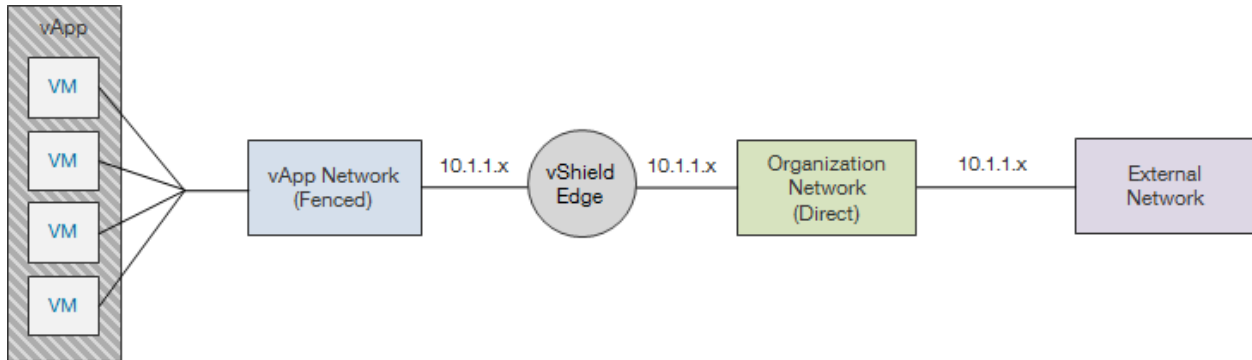 vApp
VM
VM
VM
VM
vApp Network
(Fenced)
10.1.1.x
vShield
Edge
10.1.1.x
Organization
Network
(Direct)
10.1.1.x
External
Network